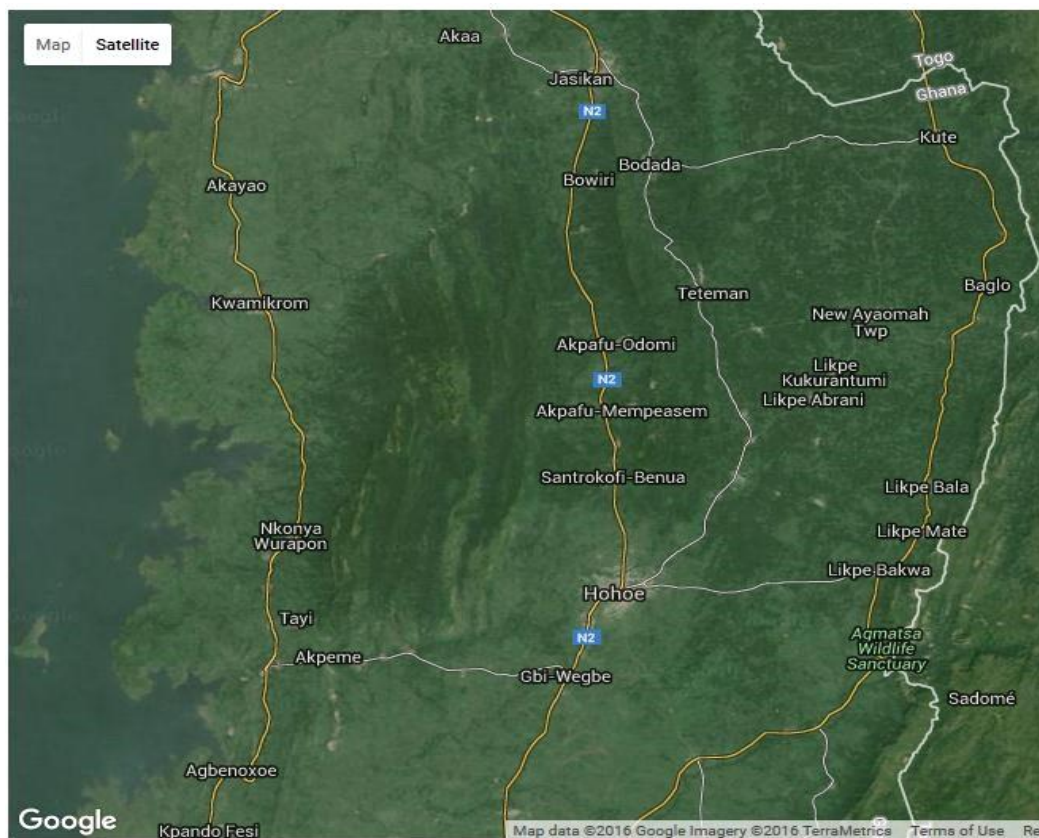 Map Satellite
Akaa
Togo
Ghana
Jasikan
N2
Kute
Bodada
Bowiri
Akayao
Baglo
Teteman
Kwamikrom
New Ayaomah
Twp
Akpafu-Odomi
Likpe
Kukurantumi
N2
Likpe Abrani
Akpafu-Mempeasem
Santrokofi-Benua
Likpe Bala
Nkonya
Wurapon
Likpe Mate
Likpe Bakwa
Hohoe
Tayi
N2
Agmatsa
Wildlife
Sanctuary
Akpeme
Gbi-Wegbe
Sadomé
Agbenoxoe
Google
Kpando Fesi
Map data ©2016 Google Imagery ©2016 TerraMetrics Terms of Use Re